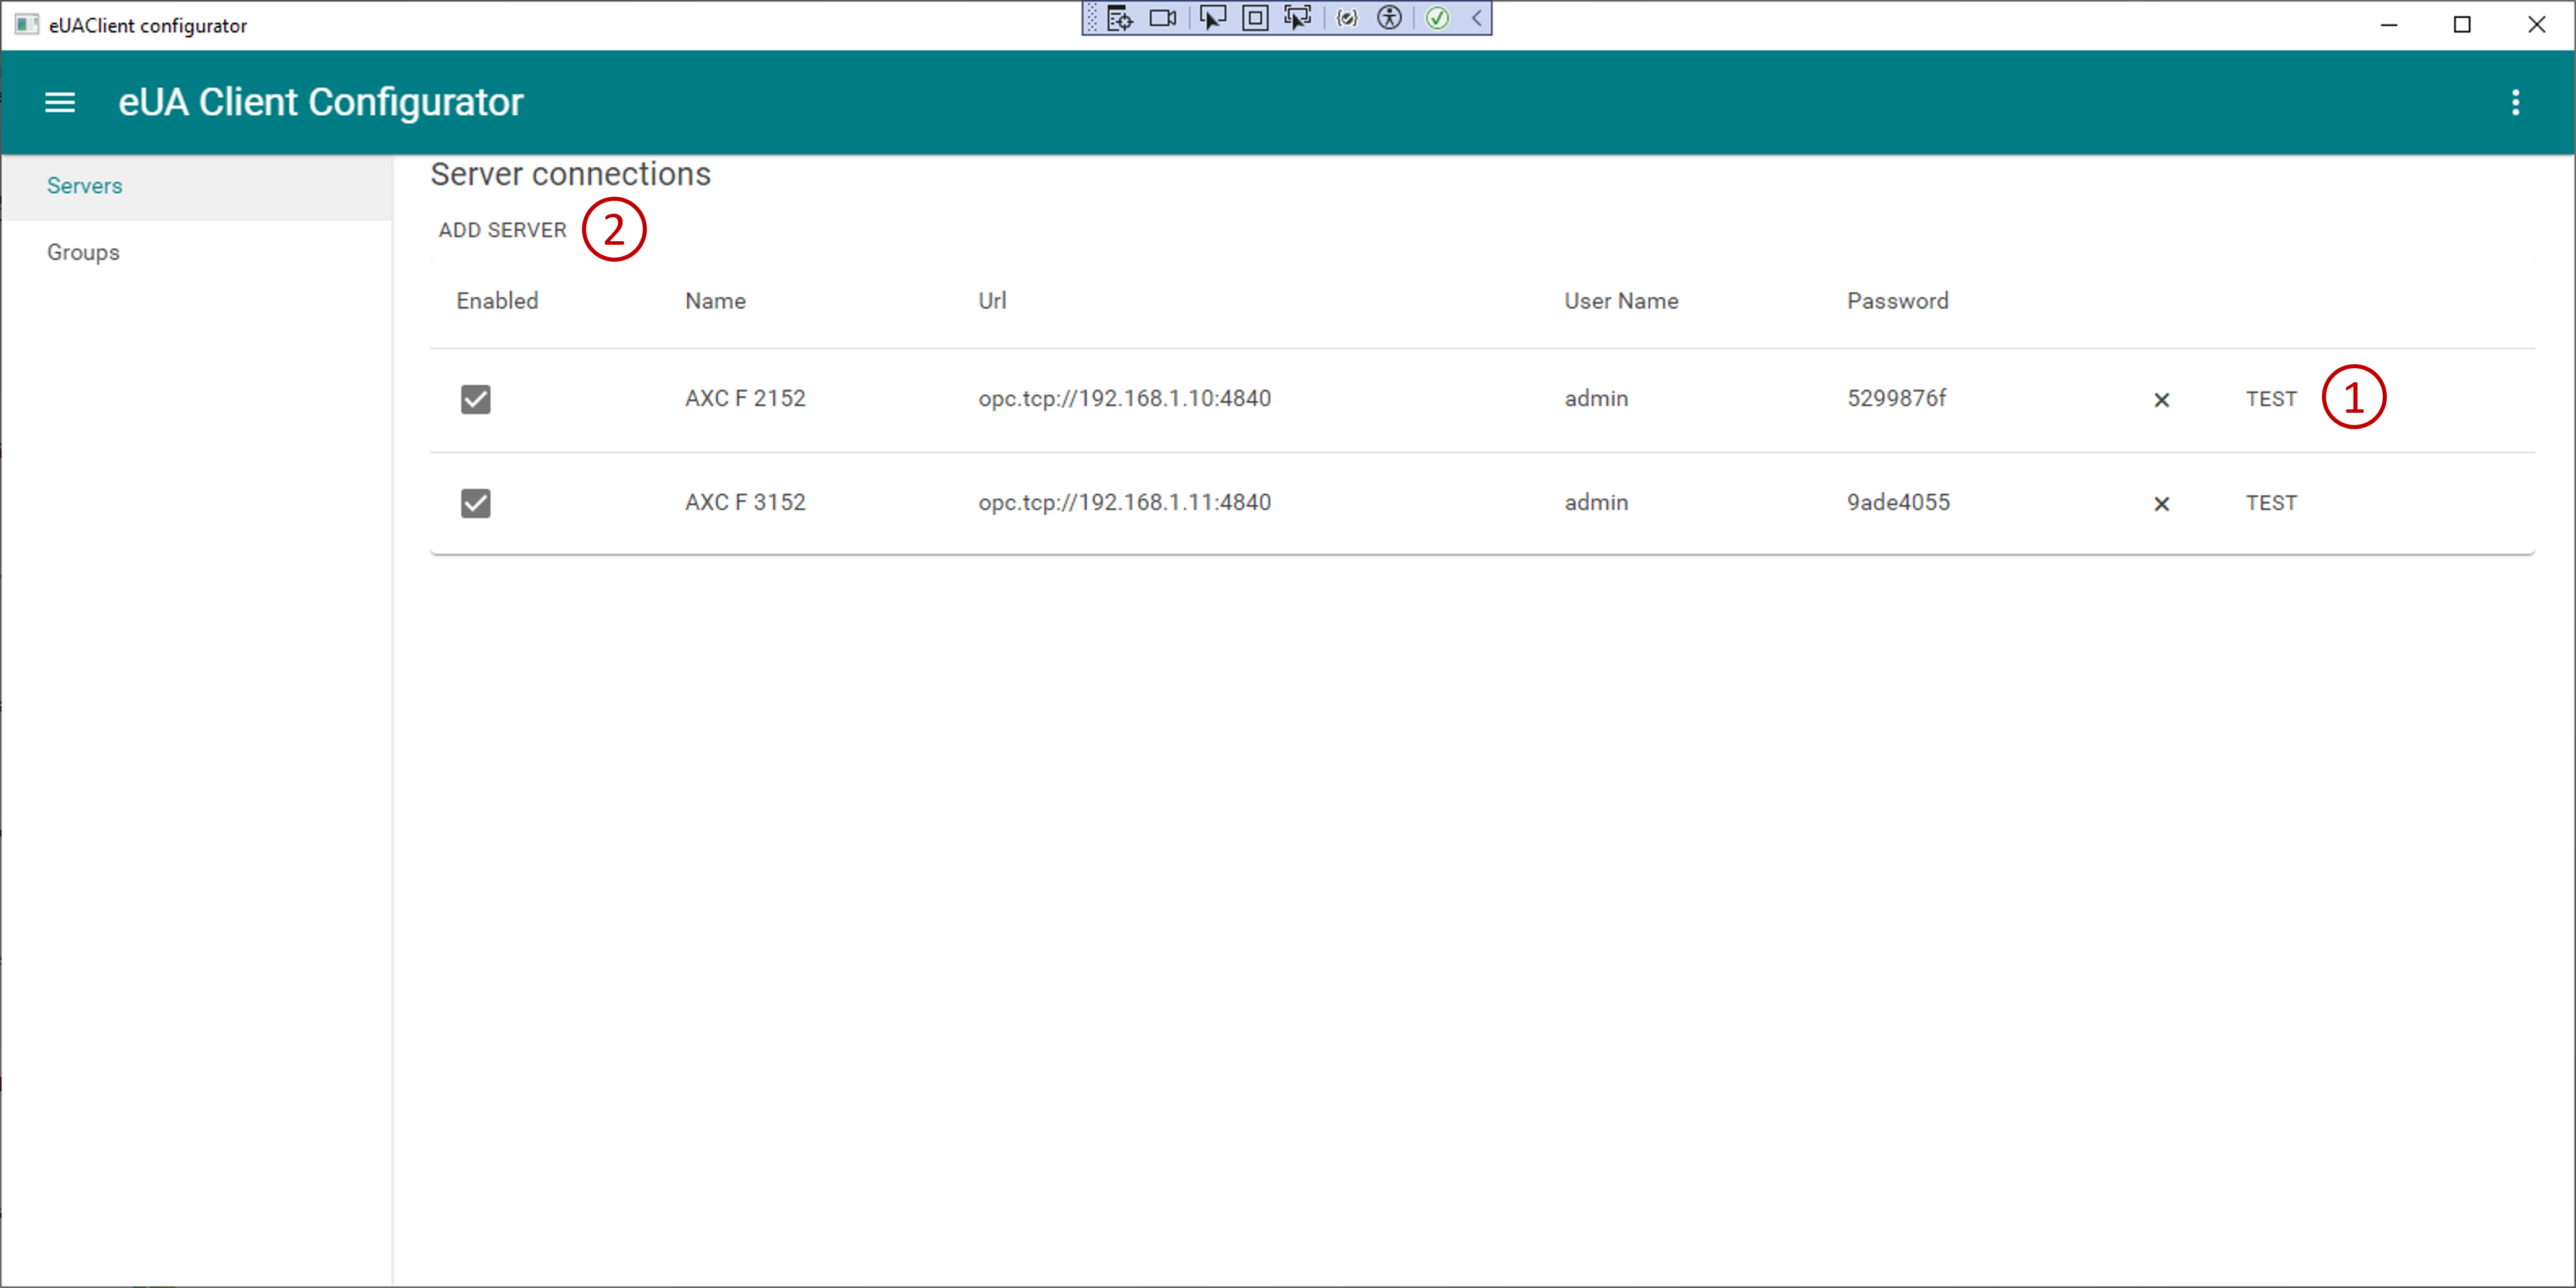 eUAClient configurator
eUA Client Configurator
Servers
Groups
Server connections
ADD SERVER 2
Enabled Name Url User Name Password
AXC F 2152 opc.tcp://192.168.1.10:4840 admin 5299876f × TEST 1
AXC F 3152 opc.tcp://192.168.1.11:4840 admin 9ade4055 × TEST